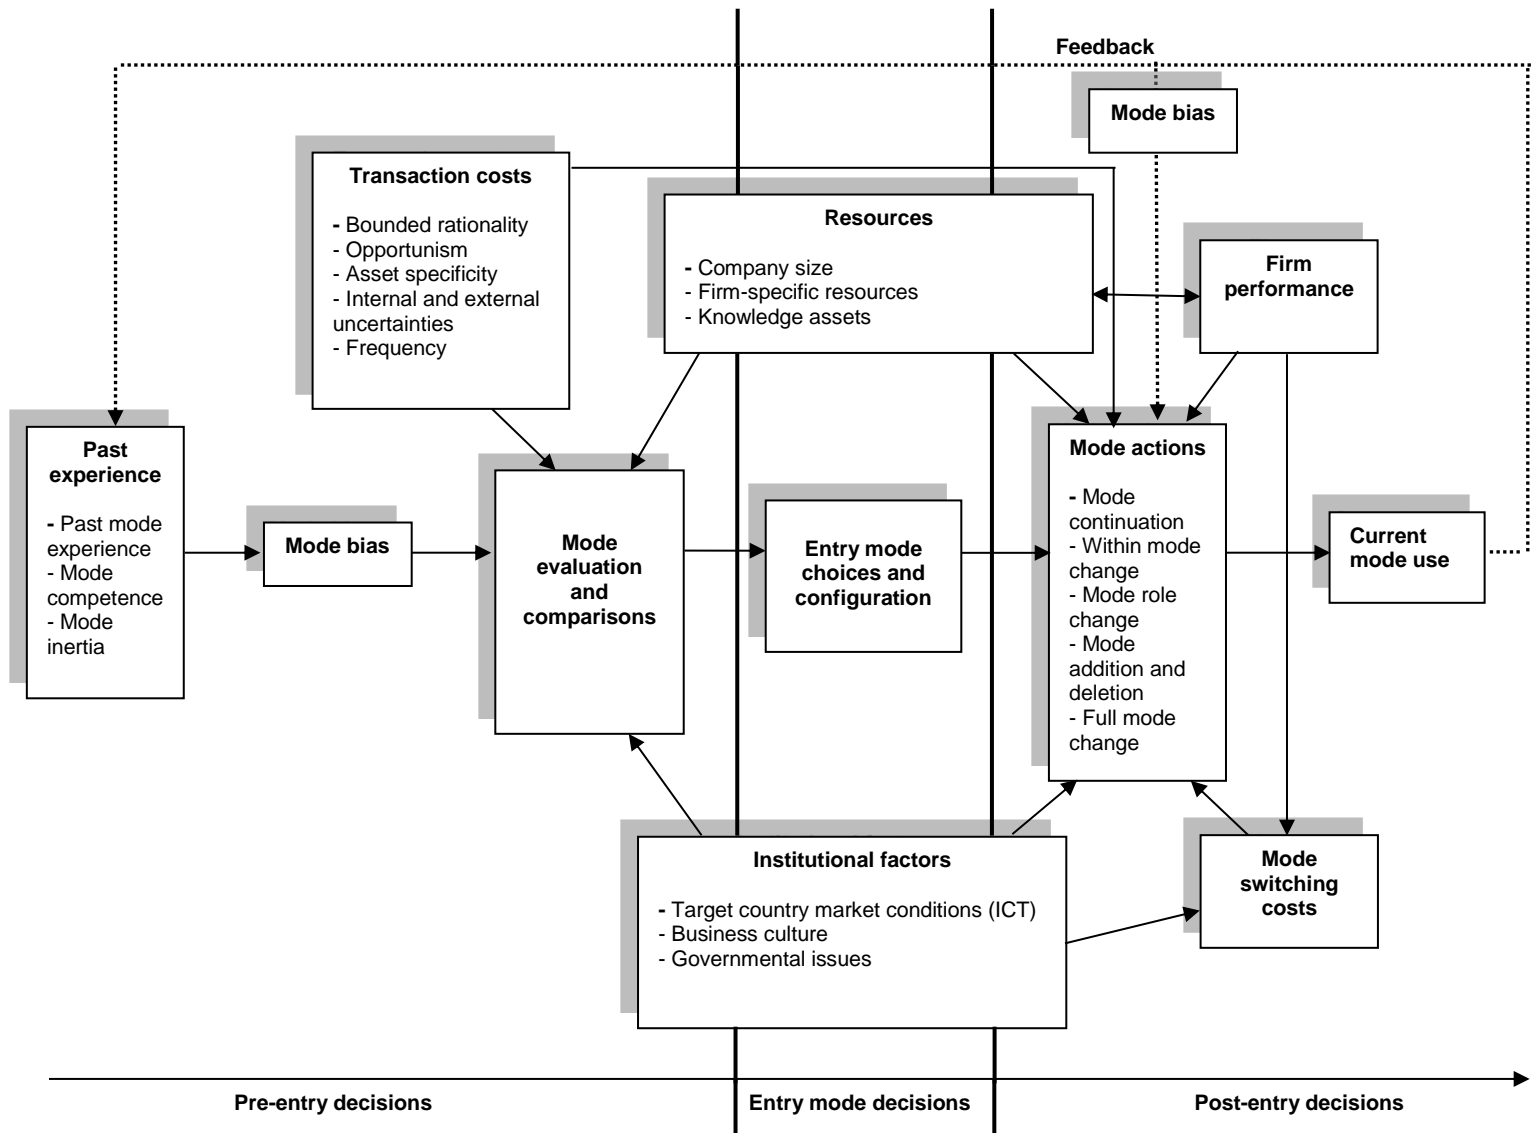 Feedback
Mode bias
Transaction costs
- Bounded rationality
- Opportunism
- Asset specificity
- Internal and external
uncertainties
- Frequency
Resources
- Company size
- Firm-specific resources
- Knowledge assets
Firm
performance
Past
experience
- Past mode
experience
- Mode
competence
- Mode
inertia
Mode bias
Mode
evaluation
and
comparisons
Entry mode
choices and
configuration
Mode actions
- Mode
continuation
- Within mode
change
- Mode role
change
- Mode
addition and
deletion
- Full mode
change
Current
mode use
Institutional factors
- Target country market conditions (ICT)
- Business culture
- Governmental issues
Mode
switching
costs
Pre-entry decisions
Entry mode decisions
Post-entry decisions